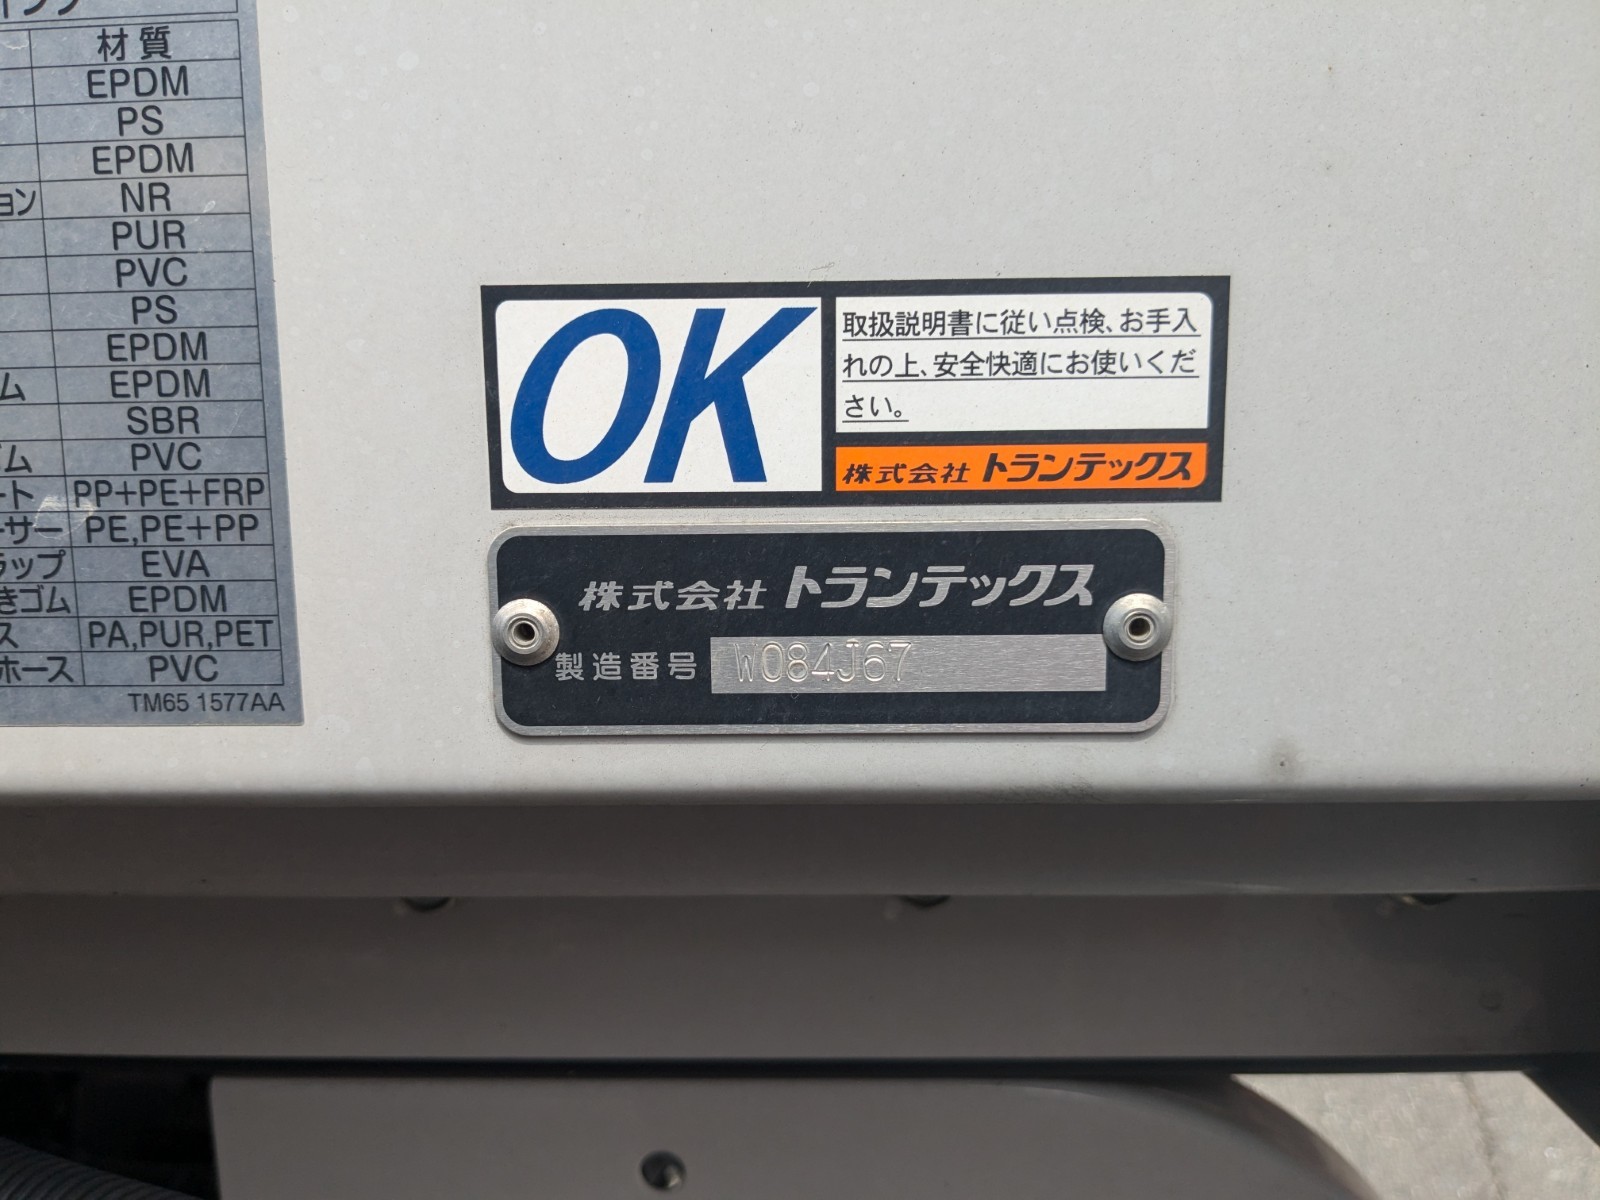 材質
EPDM
PS
EPDM
ョン NR
PUR
PVC
PS
EPDM
ム EPDM
SBR
ゴム PVC
ート PP+PE+FRP
ーサー PE,PE+PP
ラップ EVA
きゴム EPDM
ス PA,PUR,PET
ホース PVC
TM65 1577AA
OK
取扱説明書に従い点検、お手入
れの上、安全快適にお使いくだ
さい。
株式会社 トランテックス
株式会社 トランテックス
製造番号 W084J67